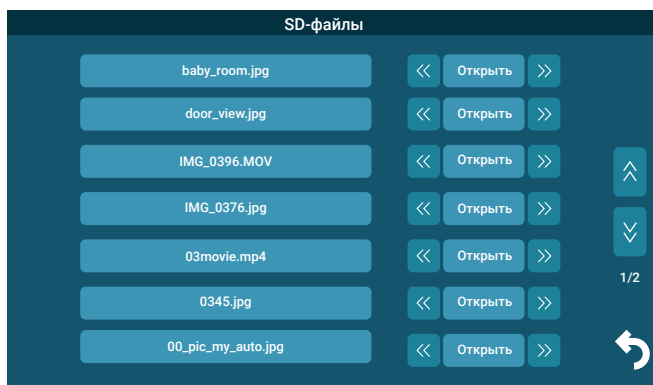 SD-файлы
baby_room.jpg << Открыть >>
door_view.jpg << Открыть >>
IMG_0396.MOV << Открыть >>
IMG_0376.jpg << Открыть >>
03movie.mp4 << Открыть >>
0345.jpg << Открыть >>
00_pic_my_auto.jpg << Открыть >>
1/2